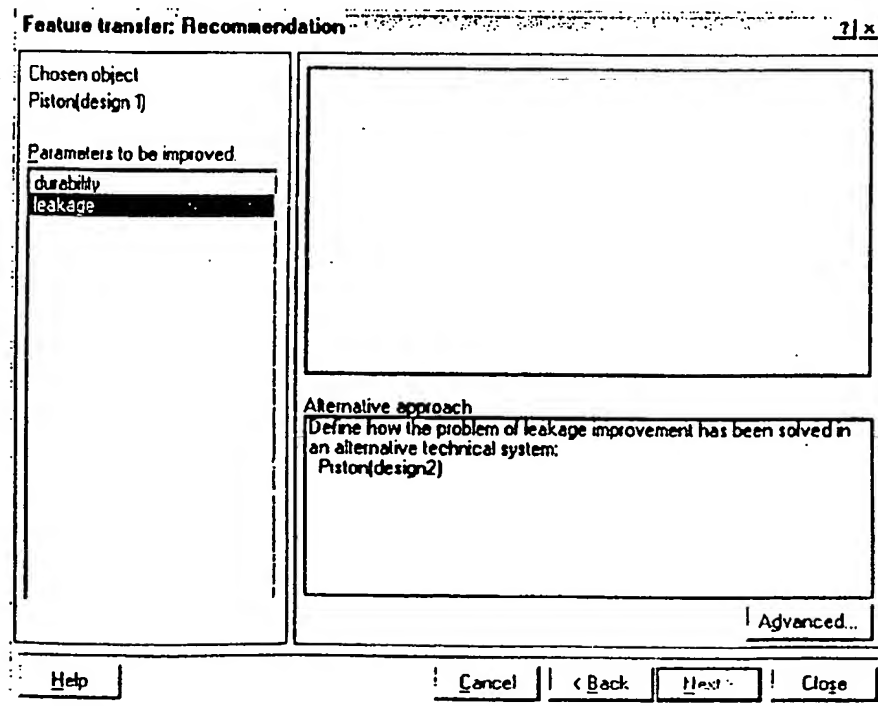 Feature transfer: Recommendation
?
×
Chosen object
Piston(design 1)
Parameters to be improved.
durability
leakage
Alternative approach
Define how the problem of leakage improvement has been solved in
an alternative technical system:
Piston(design2)
Advanced...
Help
Cancel
< Back
Next >
Close